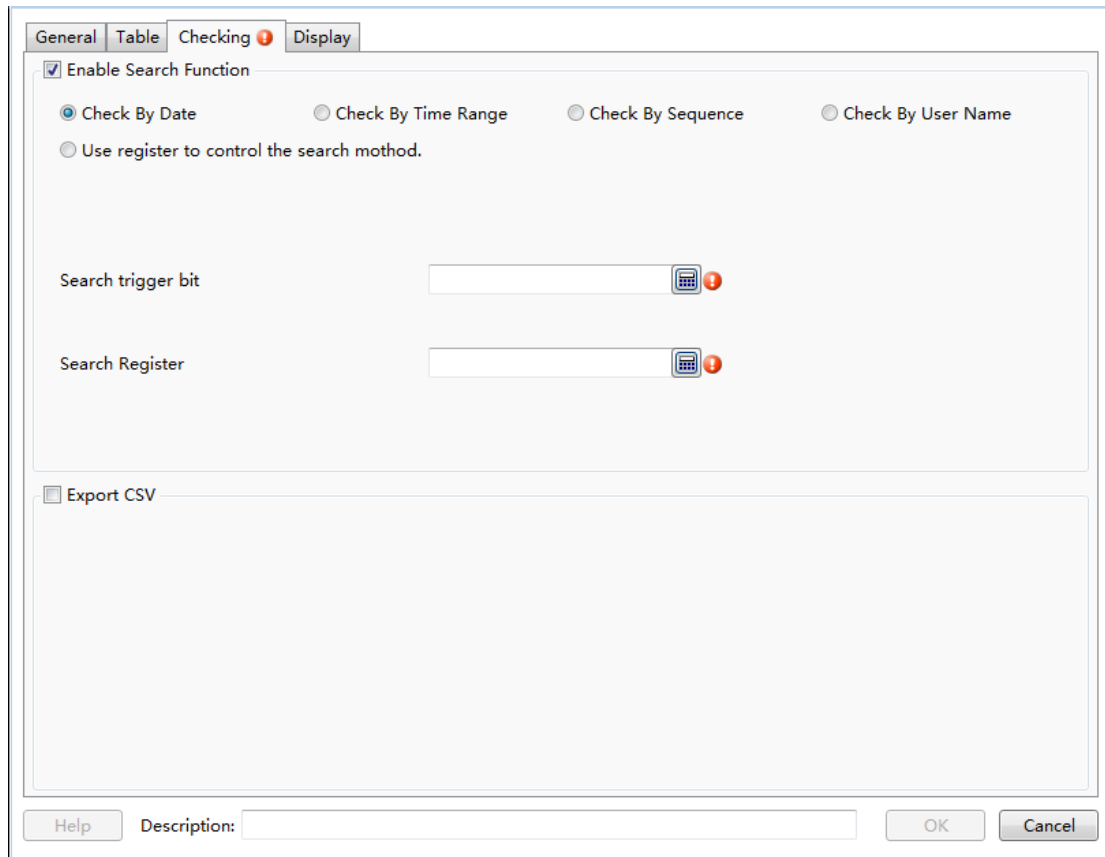 General Table Checking Display
Enable Search Function
Check By Date Check By Time Range Check By Sequence Check By User Name
Use register to control the search mothod.
Search trigger bit
Search Register
Export CSV
Help Description: OK Cancel